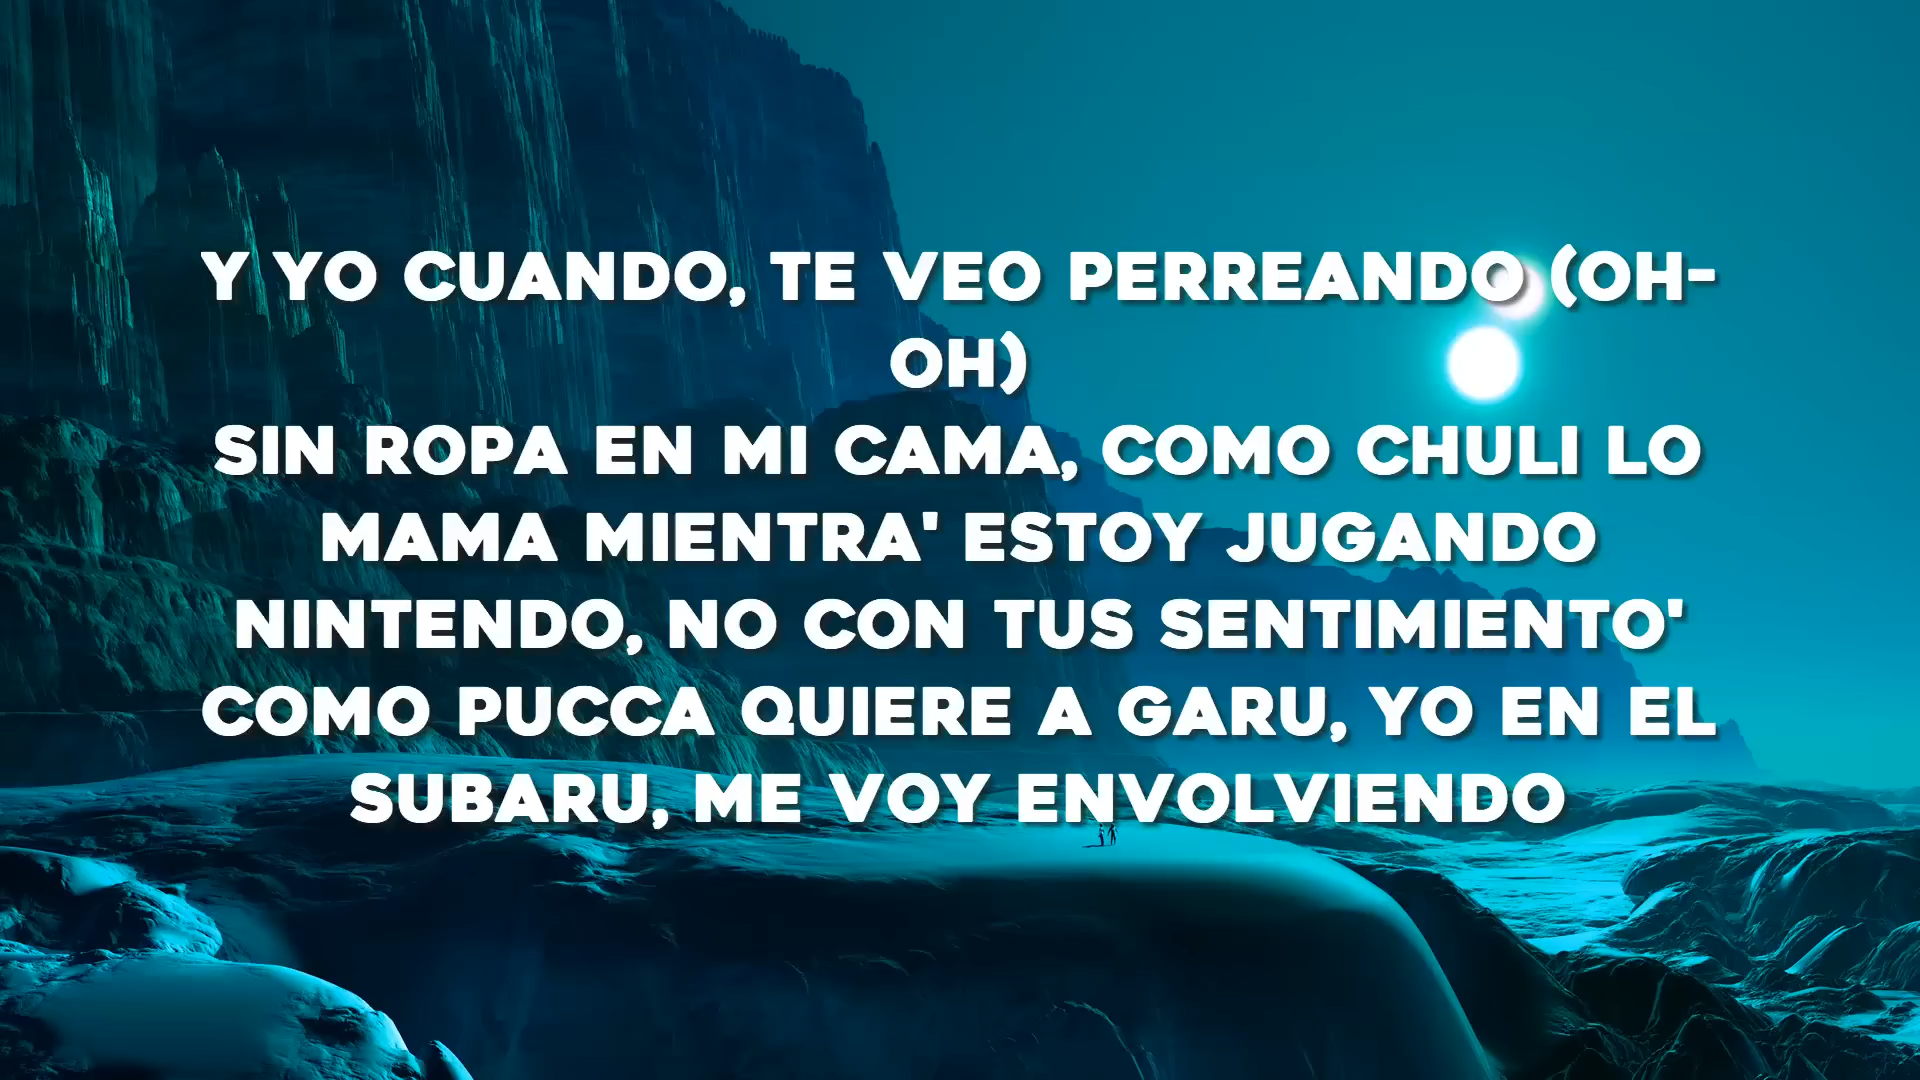 Y YO CUANDO, TE VEO PERREANDO (OH-
OH)
SIN ROPA EN MI CAMA, COMO CHULI LO
MAMA MIENTRA' ESTOY JUGANDO
NINTENDO, NO CON TUS SENTIMIENTO'
COMO PUCCA QUIERE A GARU, YO EN EL
SUBARU, ME VOY ENVOLVIENDO